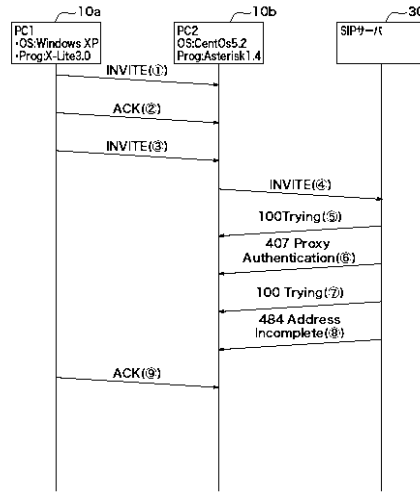 10a
10b
30
PC1
•OS:Windows XP
•Prog:X-Lite3.0
PC2
OS:CentOs5.2
Prog:Asterisk1.4
SIPサーバ
INVITE(①)
ACK(②)
INVITE(③)
INVITE(④)
100Trying(⑤)
407 Proxy
Authentication(⑥)
100 Trying(⑦)
484 Address
Incomplete(⑧)
ACK(⑨)